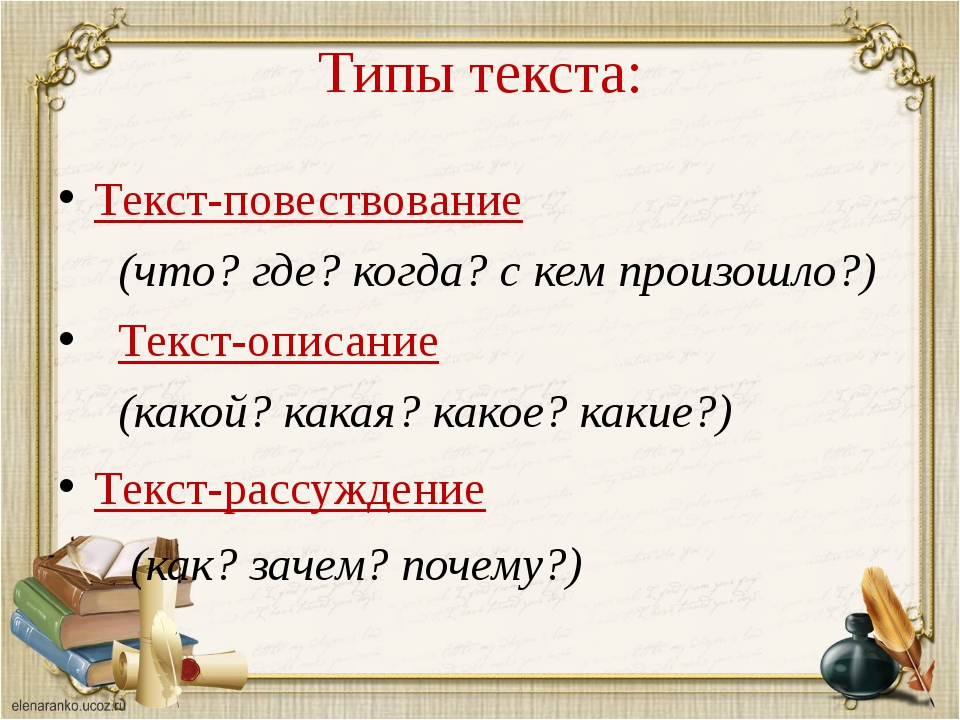 Типы текста:
• Текст-повествование
(что? где? когда? с кем произошло?)
• Текст-описание
(какой? какая? какое? какие?)
• Текст-рассуждение
(как? зачем? почему?)
elenaranko.ucoz.ru